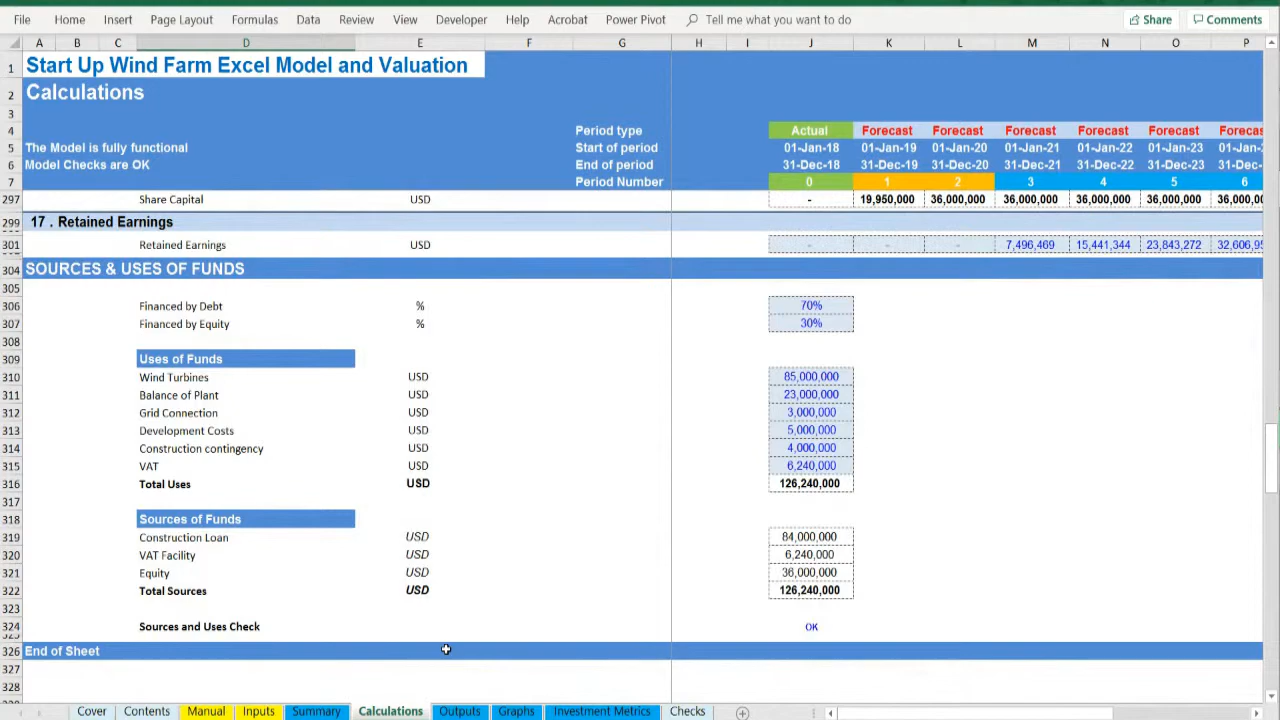 File Home Insert Page Layout Formulas Data Review View Developer Help Acrobat Power Pivot Tell me what you want to do Share Comments
A B C D E F G H I J K L M N O P
1 Start Up Wind Farm Excel Model and Valuation
2 Calculations
3
4 Period type Actual Forecast Forecast Forecast Forecast Forecast Forecas
5 The Model is fully functional Start of period 01-Jan-18 01-Jan-19 01-Jan-20 01-Jan-21 01-Jan-22 01-Jan-23 01-Jan-
6 Model Checks are OK End of period 31-Dec-18 31-Dec-19 31-Dec-20 31-Dec-21 31-Dec-22 31-Dec-23 31-Dec-
7 Period Number 0 1 2 3 4 5 6
297 Share Capital USD - 19,950,000 36,000,000 36,000,000 36,000,000 36,000,000 36,000,0
299 17 . Retained Earnings
301 Retained Earnings USD - - - 7,496,469 15,441,344 23,843,272 32,606,9
304 SOURCES & USES OF FUNDS
305
306 Financed by Debt % 70%
307 Financed by Equity % 30%
308
309 Uses of Funds
310 Wind Turbines USD 85,000,000
311 Balance of Plant USD 23,000,000
312 Grid Connection USD 3,000,000
313 Development Costs USD 5,000,000
314 Construction contingency USD 4,000,000
315 VAT USD 6,240,000
316 Total Uses USD 126,240,000
317
318 Sources of Funds
319 Construction Loan USD 84,000,000
320 VAT Facility USD 6,240,000
321 Equity USD 36,000,000
322 Total Sources USD 126,240,000
323
324 Sources and Uses Check OK
326 End of Sheet
327
328
Cover Contents Manual Inputs Summary Calculations Outputs Graphs Investment Metrics Checks